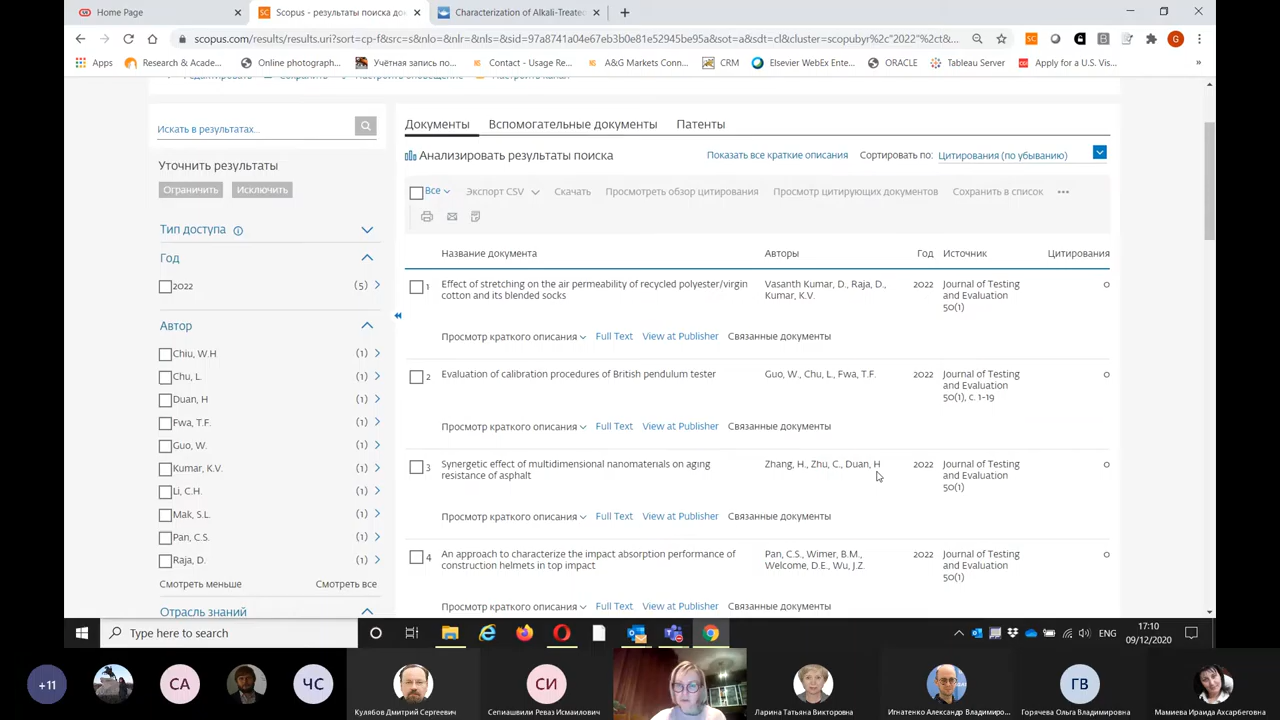 Home Page
Scopus - результаты поиска до
Characterization of Alkali-Treated
scopus.com/results/results.uri?sort=cp-f&src=s&nlo=&nlr=&nls=&sid=97a8741a04e67eb3b0e81e52945be95a&sot=a&sdt=cl&cluster=scopubyr%2c"2022"%2ct&...
Apps
Research & Acade...
Online photograph...
Учётная запись по...
Contact - Usage Re...
A&G Markets Conn...
CRM
Elsevier WebEx Ente...
ORACLE
Tableau Server
Apply for a U.S. Vis...
Искать в результатах...
Уточнить результаты
Ограничить
Исключить
Тип доступа
Год
2022 (5)
Автор
Chiu, W.H (1)
Chu, L. (1)
Duan, H (1)
Fwa, T.F. (1)
Guo, W. (1)
Kumar, K.V. (1)
Li, C.H. (1)
Mak, S.L. (1)
Pan, C.S. (1)
Raja, D. (1)
Смотреть меньше
Смотреть все
Отрасль знаний
Документы
Вспомогательные документы
Патенты
Анализировать результаты поиска
Показать все краткие описания
Сортировать по:
Цитирования (по убыванию)
Все
Экспорт CSV
Скачать
Просмотреть обзор цитирования
Просмотр цитирующих документов
Сохранить в список
Название документа
Авторы
Год
Источник
Цитирования
1
Effect of stretching on the air permeability of recycled polyester/virgin
cotton and its blended socks
Vasanth Kumar, D., Raja, D.,
Kumar, K.V.
2022
Journal of Testing
and Evaluation
50(1)
0
Просмотр краткого описания
Full Text
View at Publisher
Связанные документы
2
Evaluation of calibration procedures of British pendulum tester
Guo, W., Chu, L., Fwa, T.F.
2022
Journal of Testing
and Evaluation
50(1), с. 1-19
0
Просмотр краткого описания
Full Text
View at Publisher
Связанные документы
3
Synergetic effect of multidimensional nanomaterials on aging
resistance of asphalt
Zhang, H., Zhu, C., Duan, H
2022
Journal of Testing
and Evaluation
50(1)
0
Просмотр краткого описания
Full Text
View at Publisher
Связанные документы
4
An approach to characterize the impact absorption performance of
construction helmets in top impact
Pan, C.S., Wimer, B.M.,
Welcome, D.E., Wu, J.Z.
2022
Journal of Testing
and Evaluation
50(1)
0
Просмотр краткого описания
Full Text
View at Publisher
Связанные документы
Type here to search
ENG
17:10
09/12/2020
+11
СА
ЧС
Кулябов Дмитрий Сергеевич
СИ
Сепиашвили Реваз Исмаилович
Ларина Татьяна Викторовна
Игнатенко Александр Владимиро...
ГВ
Горячева Ольга Владимировна
Мамиева Ираида Ахсарбеговна